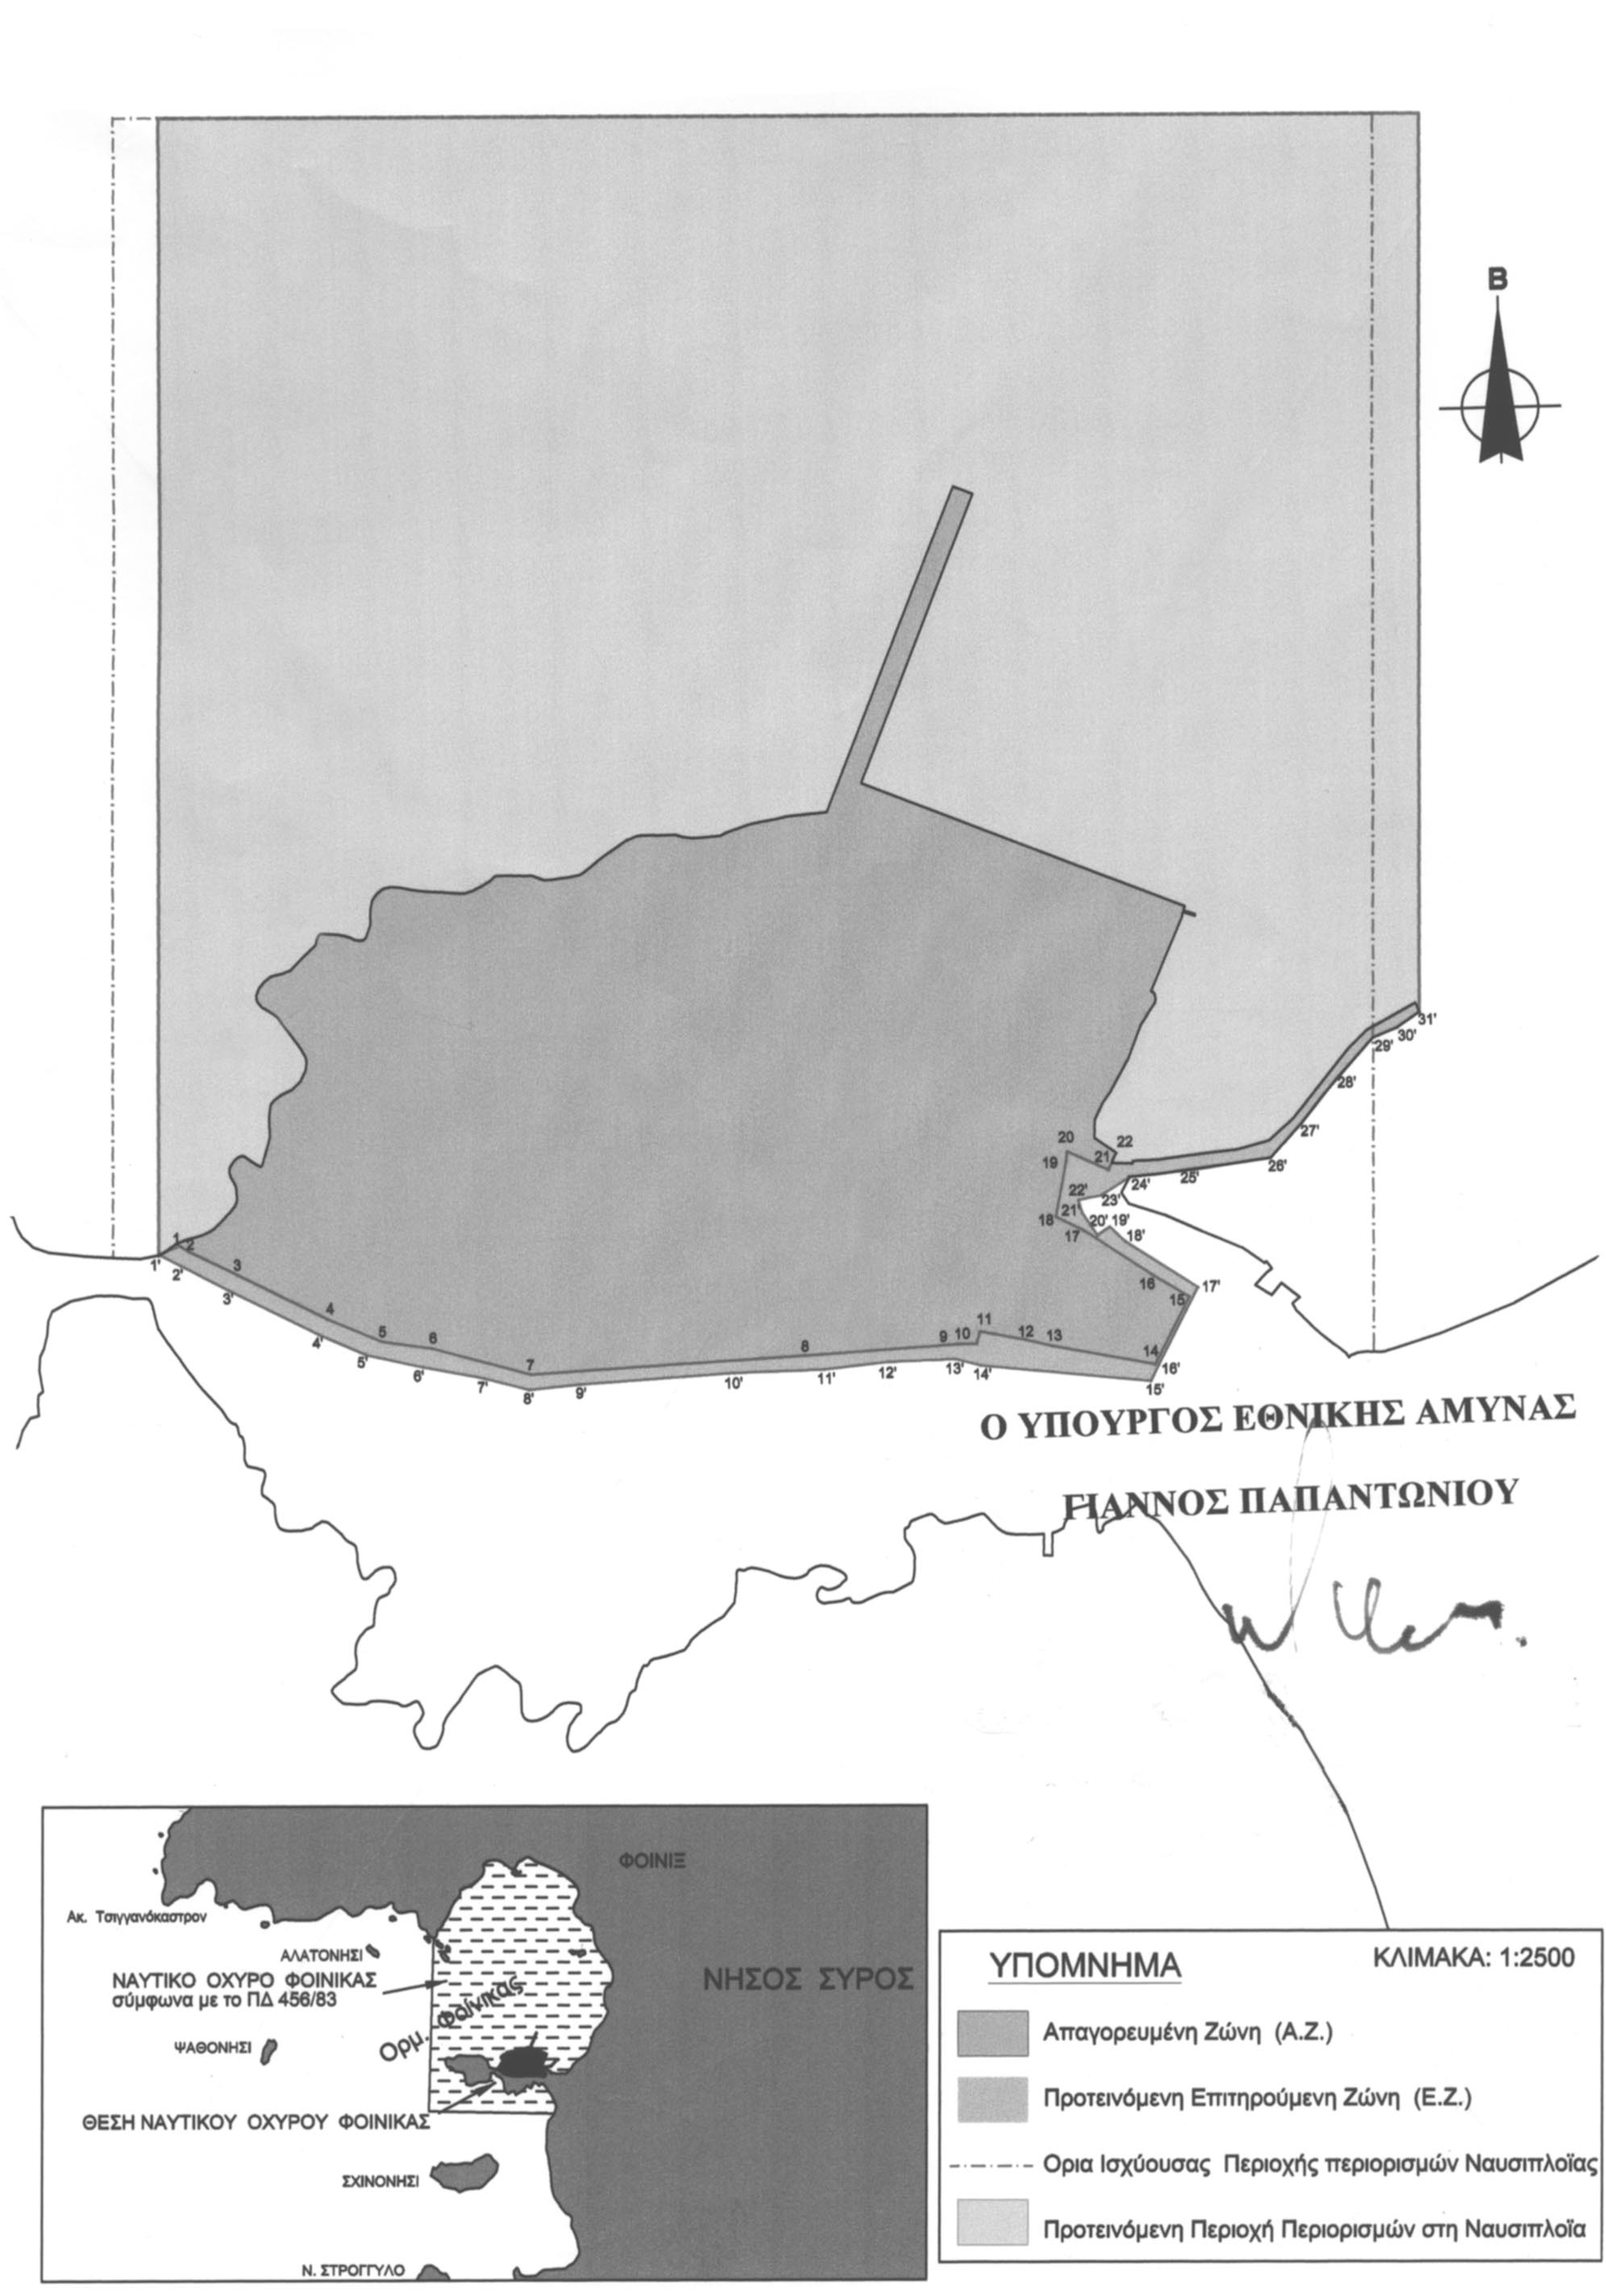 Β
31'
30'
29'
28'
27'
20
22
19
21
26'
25'
24'
22'
23'
21'
18
20'
19'
17
18'
1
2
1'
2'
3
16
17'
15
3'
4
11
5
6
9
10
12
13
4'
8
14
5'
7
13'
14'
16'
6'
12'
7'
10'
11'
15'
8'
9'
Ο ΥΠΟΥΡΓΟΣ ΕΘΝΙΚΗΣ ΑΜΥΝΑΣ
ΓΙΑΝΝΟΣ ΠΑΠΑΝΤΩΝΙΟΥ
ΦΟΙΝΙΞ
Ακ. Τσιγγανόκαστρον
ΑΛΑΤΟΝΗΣΙ
ΝΑΥΤΙΚΟ ΟΧΥΡΟ ΦΟΙΝΙΚΑΣ
σύμφωνα με το ΠΔ 456/83
ΝΗΣΟΣ ΣΥΡΟΣ
Ορμ. Φοίνικας
ΨΑΘΟΝΗΣΙ
ΘΕΣΗ ΝΑΥΤΙΚΟΥ ΟΧΥΡΟΥ ΦΟΙΝΙΚΑΣ
ΣΧΙΝΟΝΗΣΙ
Ν. ΣΤΡΟΓΓΥΛΟ
ΥΠΟΜΝΗΜΑ
ΚΛΙΜΑΚΑ: 1:2500
Απαγορευμένη Ζώνη (Α.Ζ.)
Προτεινόμενη Επιτηρούμενη Ζώνη (Ε.Ζ.)
Ορια Ισχύουσας Περιοχής περιορισμών Ναυσιπλοΐας
Προτεινόμενη Περιοχή Περιορισμών στη Ναυσιπλοΐα